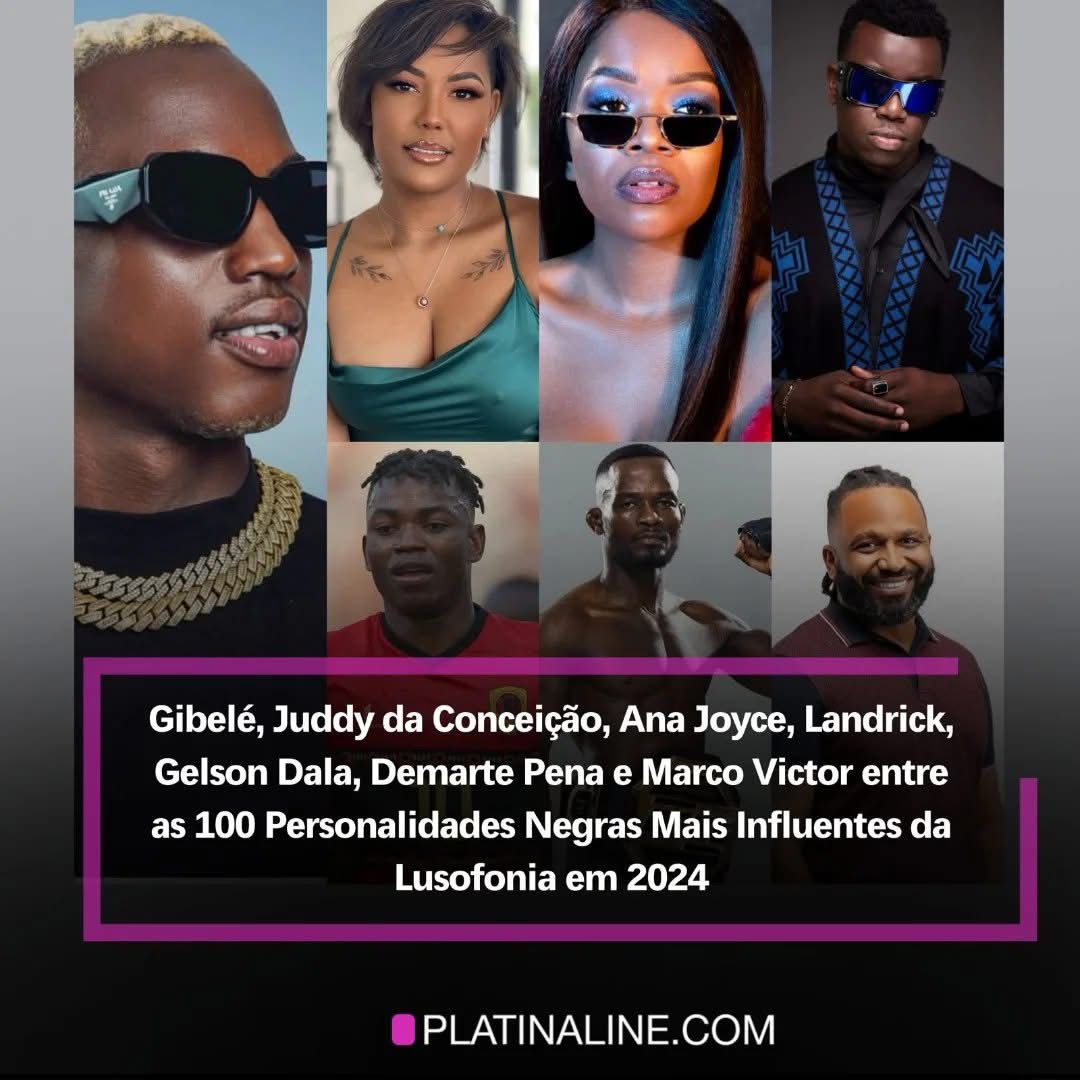 PRADA
Gibelé, Juddy da Conceição, Ana Joyce, Landrick,
Gelson Dala, Demarte Pena e Marco Victor entre
as 100 Personalidades Negras Mais Influentes da
Lusofonia em 2024
PLATINALINE.COM